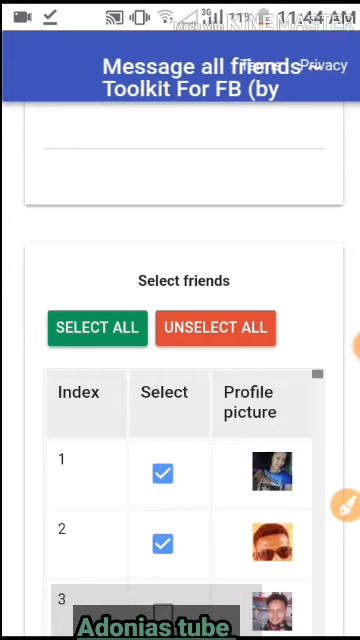 3G 11:44 AM
Made with KINEMASTER
Message all friends -
Terms Privacy
Toolkit For FB (by
Select friends
SELECT ALL UNSELECT ALL
Index Select Profile
picture
1
2
3
Adonias tube